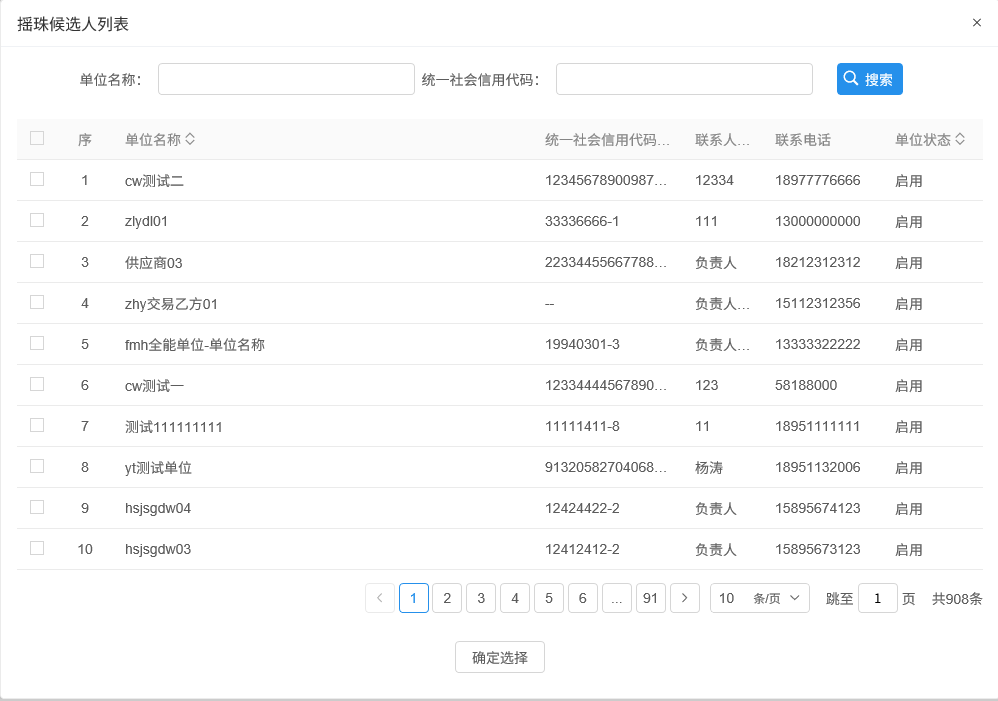 摇珠候选人列表
单位名称： 统一社会信用代码： 搜索
序 单位名称 统一社会信用代码... 联系人... 联系电话 单位状态
1 cw测试二 12345678900987... 12334 18977776666 启用
2 zlydl01 33336666-1 111 13000000000 启用
3 供应商03 22334455667788... 负责人 18212312312 启用
4 zhy交易乙方01 -- 负责人... 15112312356 启用
5 fmh全能单位-单位名称 19940301-3 负责人... 13333322222 启用
6 cw测试一 12334444567890... 123 58188000 启用
7 测试111111111 11111411-8 11 18951111111 启用
8 yt测试单位 91320582704068... 杨涛 18951132006 启用
9 hsjsgdw04 12424422-2 负责人 15895674123 启用
10 hsjsgdw03 12412412-2 负责人 15895673123 启用
1 2 3 4 5 6 ... 91 10 条/页 跳至 1 页 共908条
确定选择